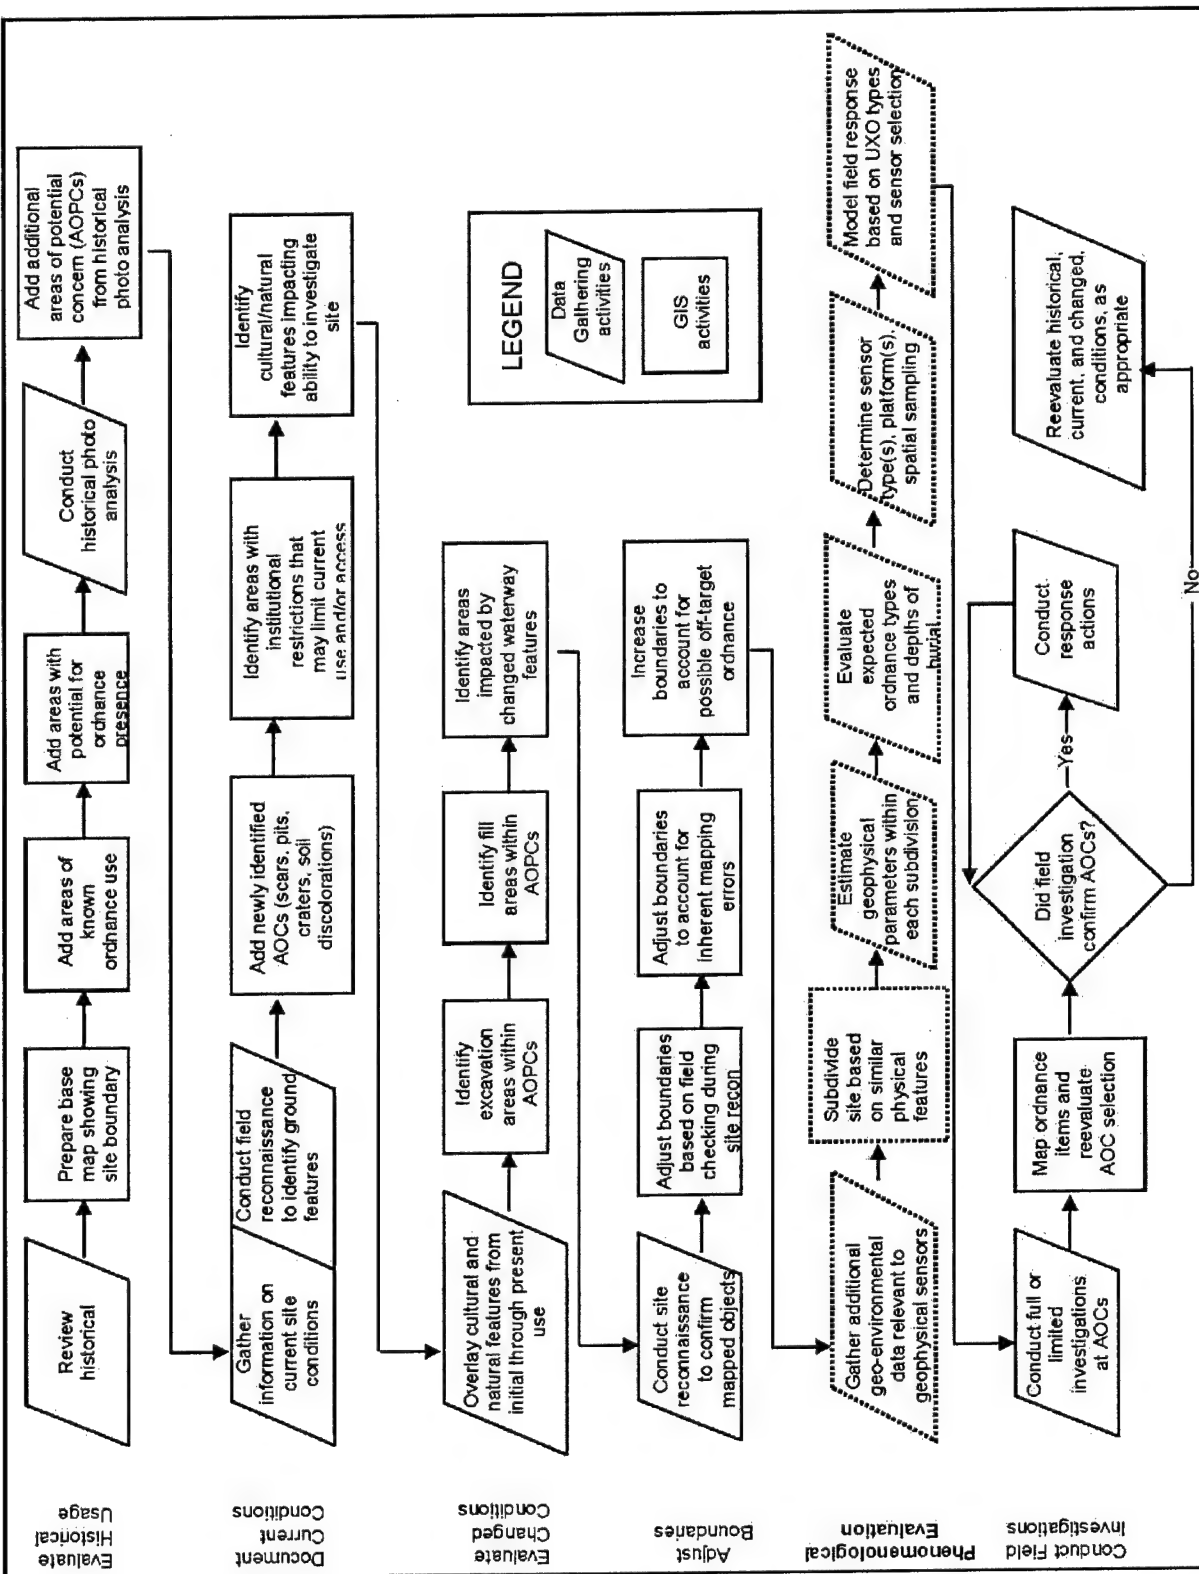 Evaluate
Historical
Usage
Review
historical
Prepare base
map showing
site boundary
Add areas of
known
ordnance use
Add areas with
potential for
ordnance
presence
Conduct
historical photo
analysis
Add additional
areas of potential
concern (AOPCs)
from historical
photo analysis
Document
Current
Conditions
Gather
information on
current site
conditions
Conduct field
reconnaissance
to identify ground
features
Add newly identified
AOCs (scars, pits,
craters, soil
discolorations)
Identify areas with
institutional
restrictions that
may limit current
use and/or access
Identify
cultural/natural
features impacting
ability to investigate
site
Evaluate
Changed
Conditions
Overlay cultural and
natural features from
initial through present
use
Identify
excavation
areas within
AOPCs
Identify fill
areas within
AOPCs
Identify areas
impacted by
changed waterway
features
LEGEND
Data
Gathering
activities
GIS
activities
Adjust
Boundaries
Conduct site
reconnaissance
to confirm
mapped objects
Adjust boundaries
based on field
checking during
site recon
Adjust boundaries
to account for
inherent mapping
errors
Increase
boundaries to
account for
possible off-target
ordnance
Phenomenological
Evaluation
Gather additional
geo-environmental
data relevant to
geophysical sensors
Subdivide
site based
on similar
physical
features
Estimate
geophysical
parameters within
each subdivision
Evaluate
expected
ordnance types
and depths of
burial
Determine sensor
type(s), platform(s),
spatial sampling
Model field response
based on UXO types
and sensor selection
Conduct Field
Investigations
Conduct full or
limited
investigations
at AOCs
Map ordnance
items and
reevaluate
AOC selection
Did field
investigation
confirm AOCs?
Yes
Conduct
response
actions
No
Reevaluate historical,
current, and changed,
conditions, as
appropriate